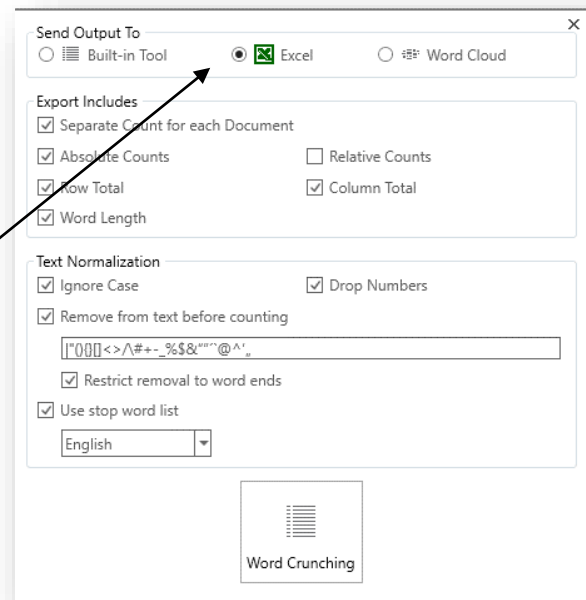 Send Output To
Built-in Tool Excel Word Cloud
Export Includes
Separate Count for each Document
Absolute Counts Relative Counts
Row Total Column Total
Word Length
Text Normalization
Ignore Case Drop Numbers
Remove from text before counting
|"(){}[]<>/\#+-_%$&“”"´`@^‘„
Restrict removal to word ends
Use stop word list
English
Word Crunching